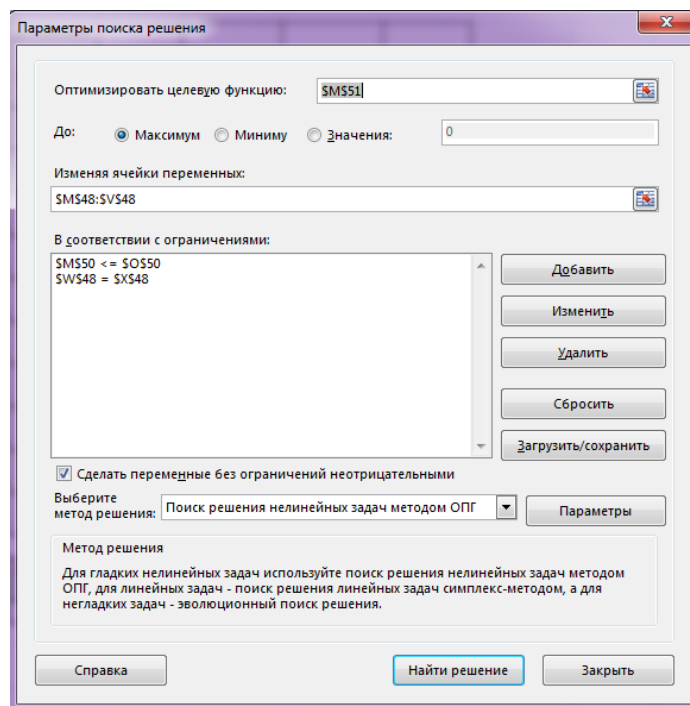 Параметры поиска решения
Оптимизировать целевую функцию: $M$51
До: Максимум Миниму Значения: 0
Изменяя ячейки переменных:
$M$48:$V$48
В соответствии с ограничениями:
$M$50 <= $O$50
$W$48 = $X$48
Добавить
Изменить
Удалить
Сбросить
Загрузить/сохранить
Сделать переменные без ограничений неотрицательными
Выберите
метод решения: Поиск решения нелинейных задач методом ОПГ Параметры
Метод решения
Для гладких нелинейных задач используйте поиск решения нелинейных задач методом
ОПГ, для линейных задач - поиск решения линейных задач симплекс-методом, а для
негладких задач - эволюционный поиск решения.
Справка Найти решение Закрыть